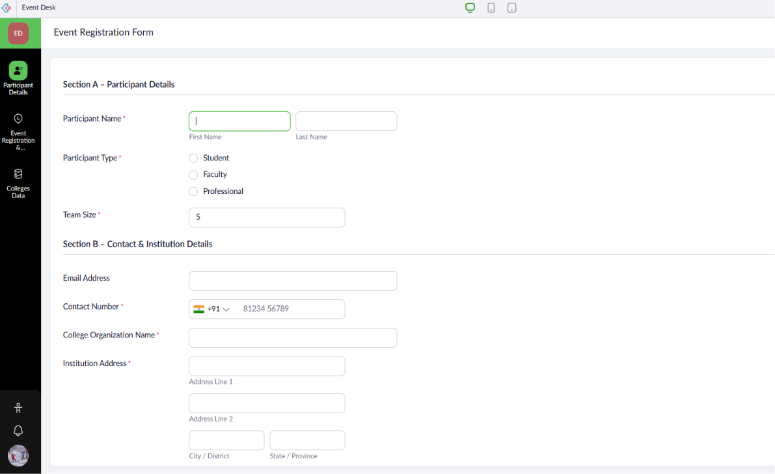 Event Desk
ED
Event Registration Form
Participant
Details
Event
Registration
&...
Colleges
Data
Section A – Participant Details
Participant Name *
First Name
Last Name
Participant Type *
Student
Faculty
Professional
Team Size *
5
Section B – Contact & Institution Details
Email Address
Contact Number *
+91
81234 56789
College Organization Name *
Institution Address *
Address Line 1
Address Line 2
City / District
State / Province